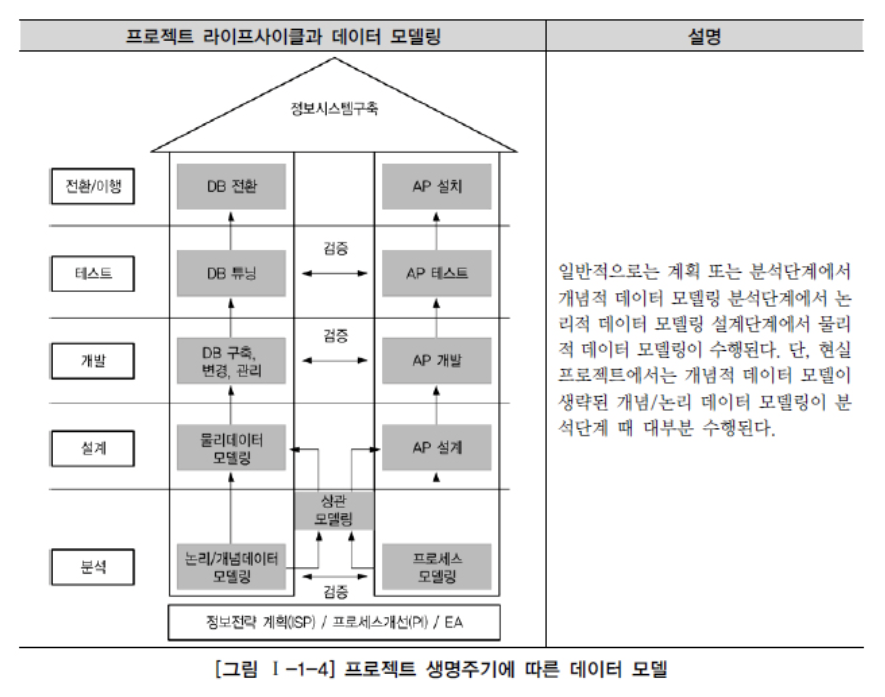 프로젝트 라이프사이클과 데이터 모델링
설명
정보시스템구축
전환/이행
DB 전환
AP 설치
테스트
DB 튜닝
검증
AP 테스트
개발
DB 구축,
변경, 관리
검증
AP 개발
설계
물리데이터
모델링
AP 설계
상관
모델링
분석
논리/개념데이터
모델링
검증
프로세스
모델링
정보전략 계획(ISP) / 프로세스개선(PI) / EA
일반적으로는 계획 또는 분석단계에서
개념적 데이터 모델링 분석단계에서 논
리적 데이터 모델링 설계단계에서 물리
적 데이터 모델링이 수행된다. 단, 현실
프로젝트에서는 개념적 데이터 모델이
생략된 개념/논리 데이터 모델링이 분
석단계 때 대부분 수행된다.
[그림 Ⅰ-1-4] 프로젝트 생명주기에 따른 데이터 모델